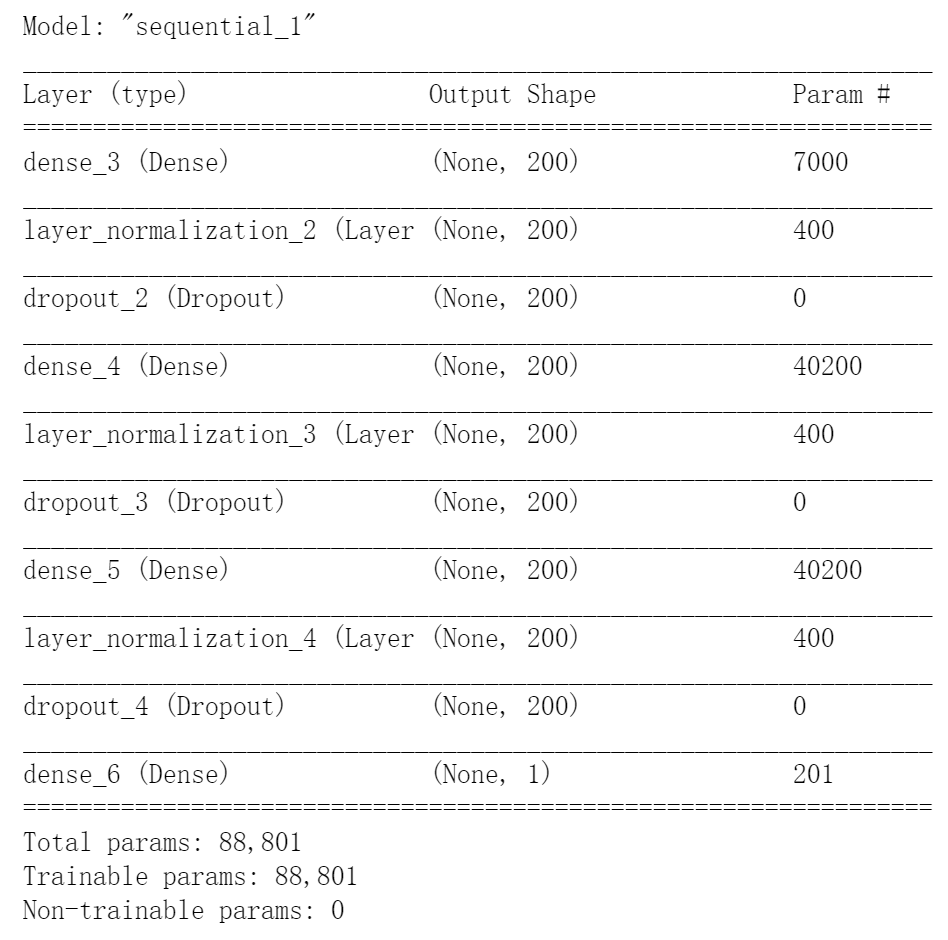 Model: "sequential_1"
_________________________________________________________________
Layer (type)                 Output Shape              Param #
=================================================================
dense_3 (Dense)              (None, 200)               7000
_________________________________________________________________
layer_normalization_2 (Layer (None, 200)               400
_________________________________________________________________
dropout_2 (Dropout)          (None, 200)               0
_________________________________________________________________
dense_4 (Dense)              (None, 200)               40200
_________________________________________________________________
layer_normalization_3 (Layer (None, 200)               400
_________________________________________________________________
dropout_3 (Dropout)          (None, 200)               0
_________________________________________________________________
dense_5 (Dense)              (None, 200)               40200
_________________________________________________________________
layer_normalization_4 (Layer (None, 200)               400
_________________________________________________________________
dropout_4 (Dropout)          (None, 200)               0
_________________________________________________________________
dense_6 (Dense)              (None, 1)                 201
=================================================================
Total params: 88,801
Trainable params: 88,801
Non-trainable params: 0